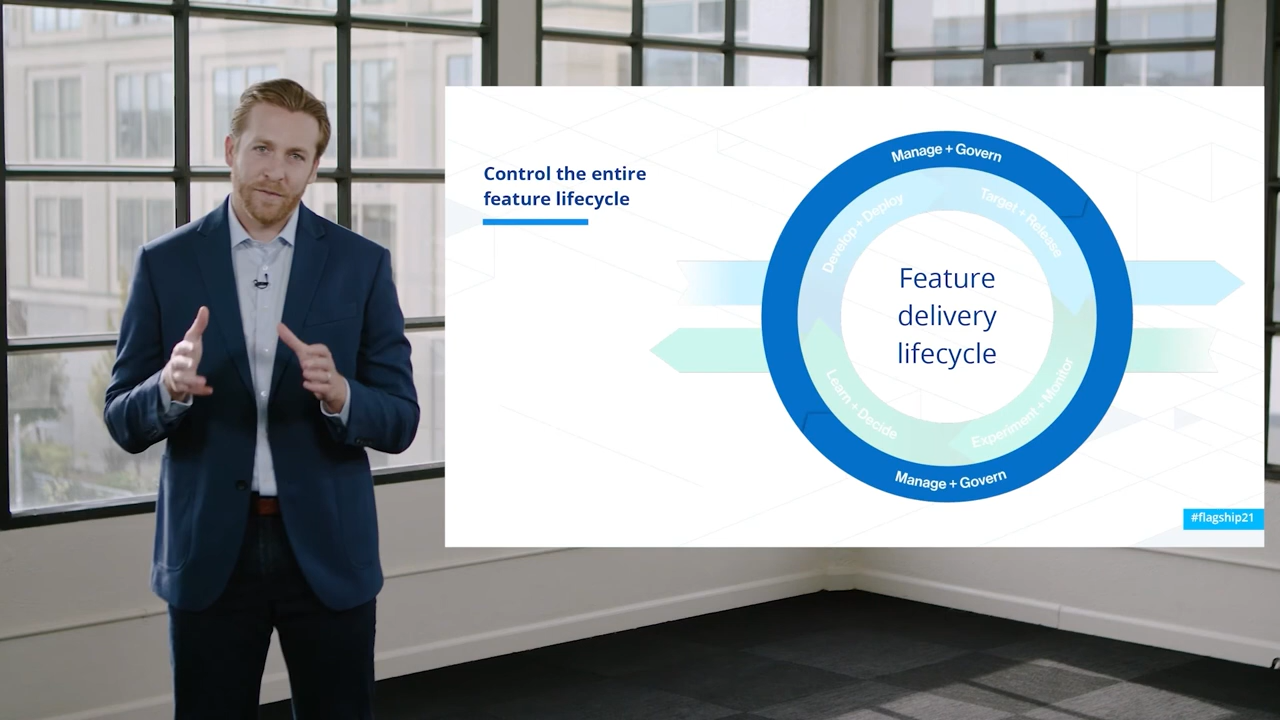 Control the entire
feature lifecycle
Manage + Govern
Develop + Deploy
Target + Release
Feature
delivery
lifecycle
Learn + Decide
Experiment + Monitor
Manage + Govern
#flagship21